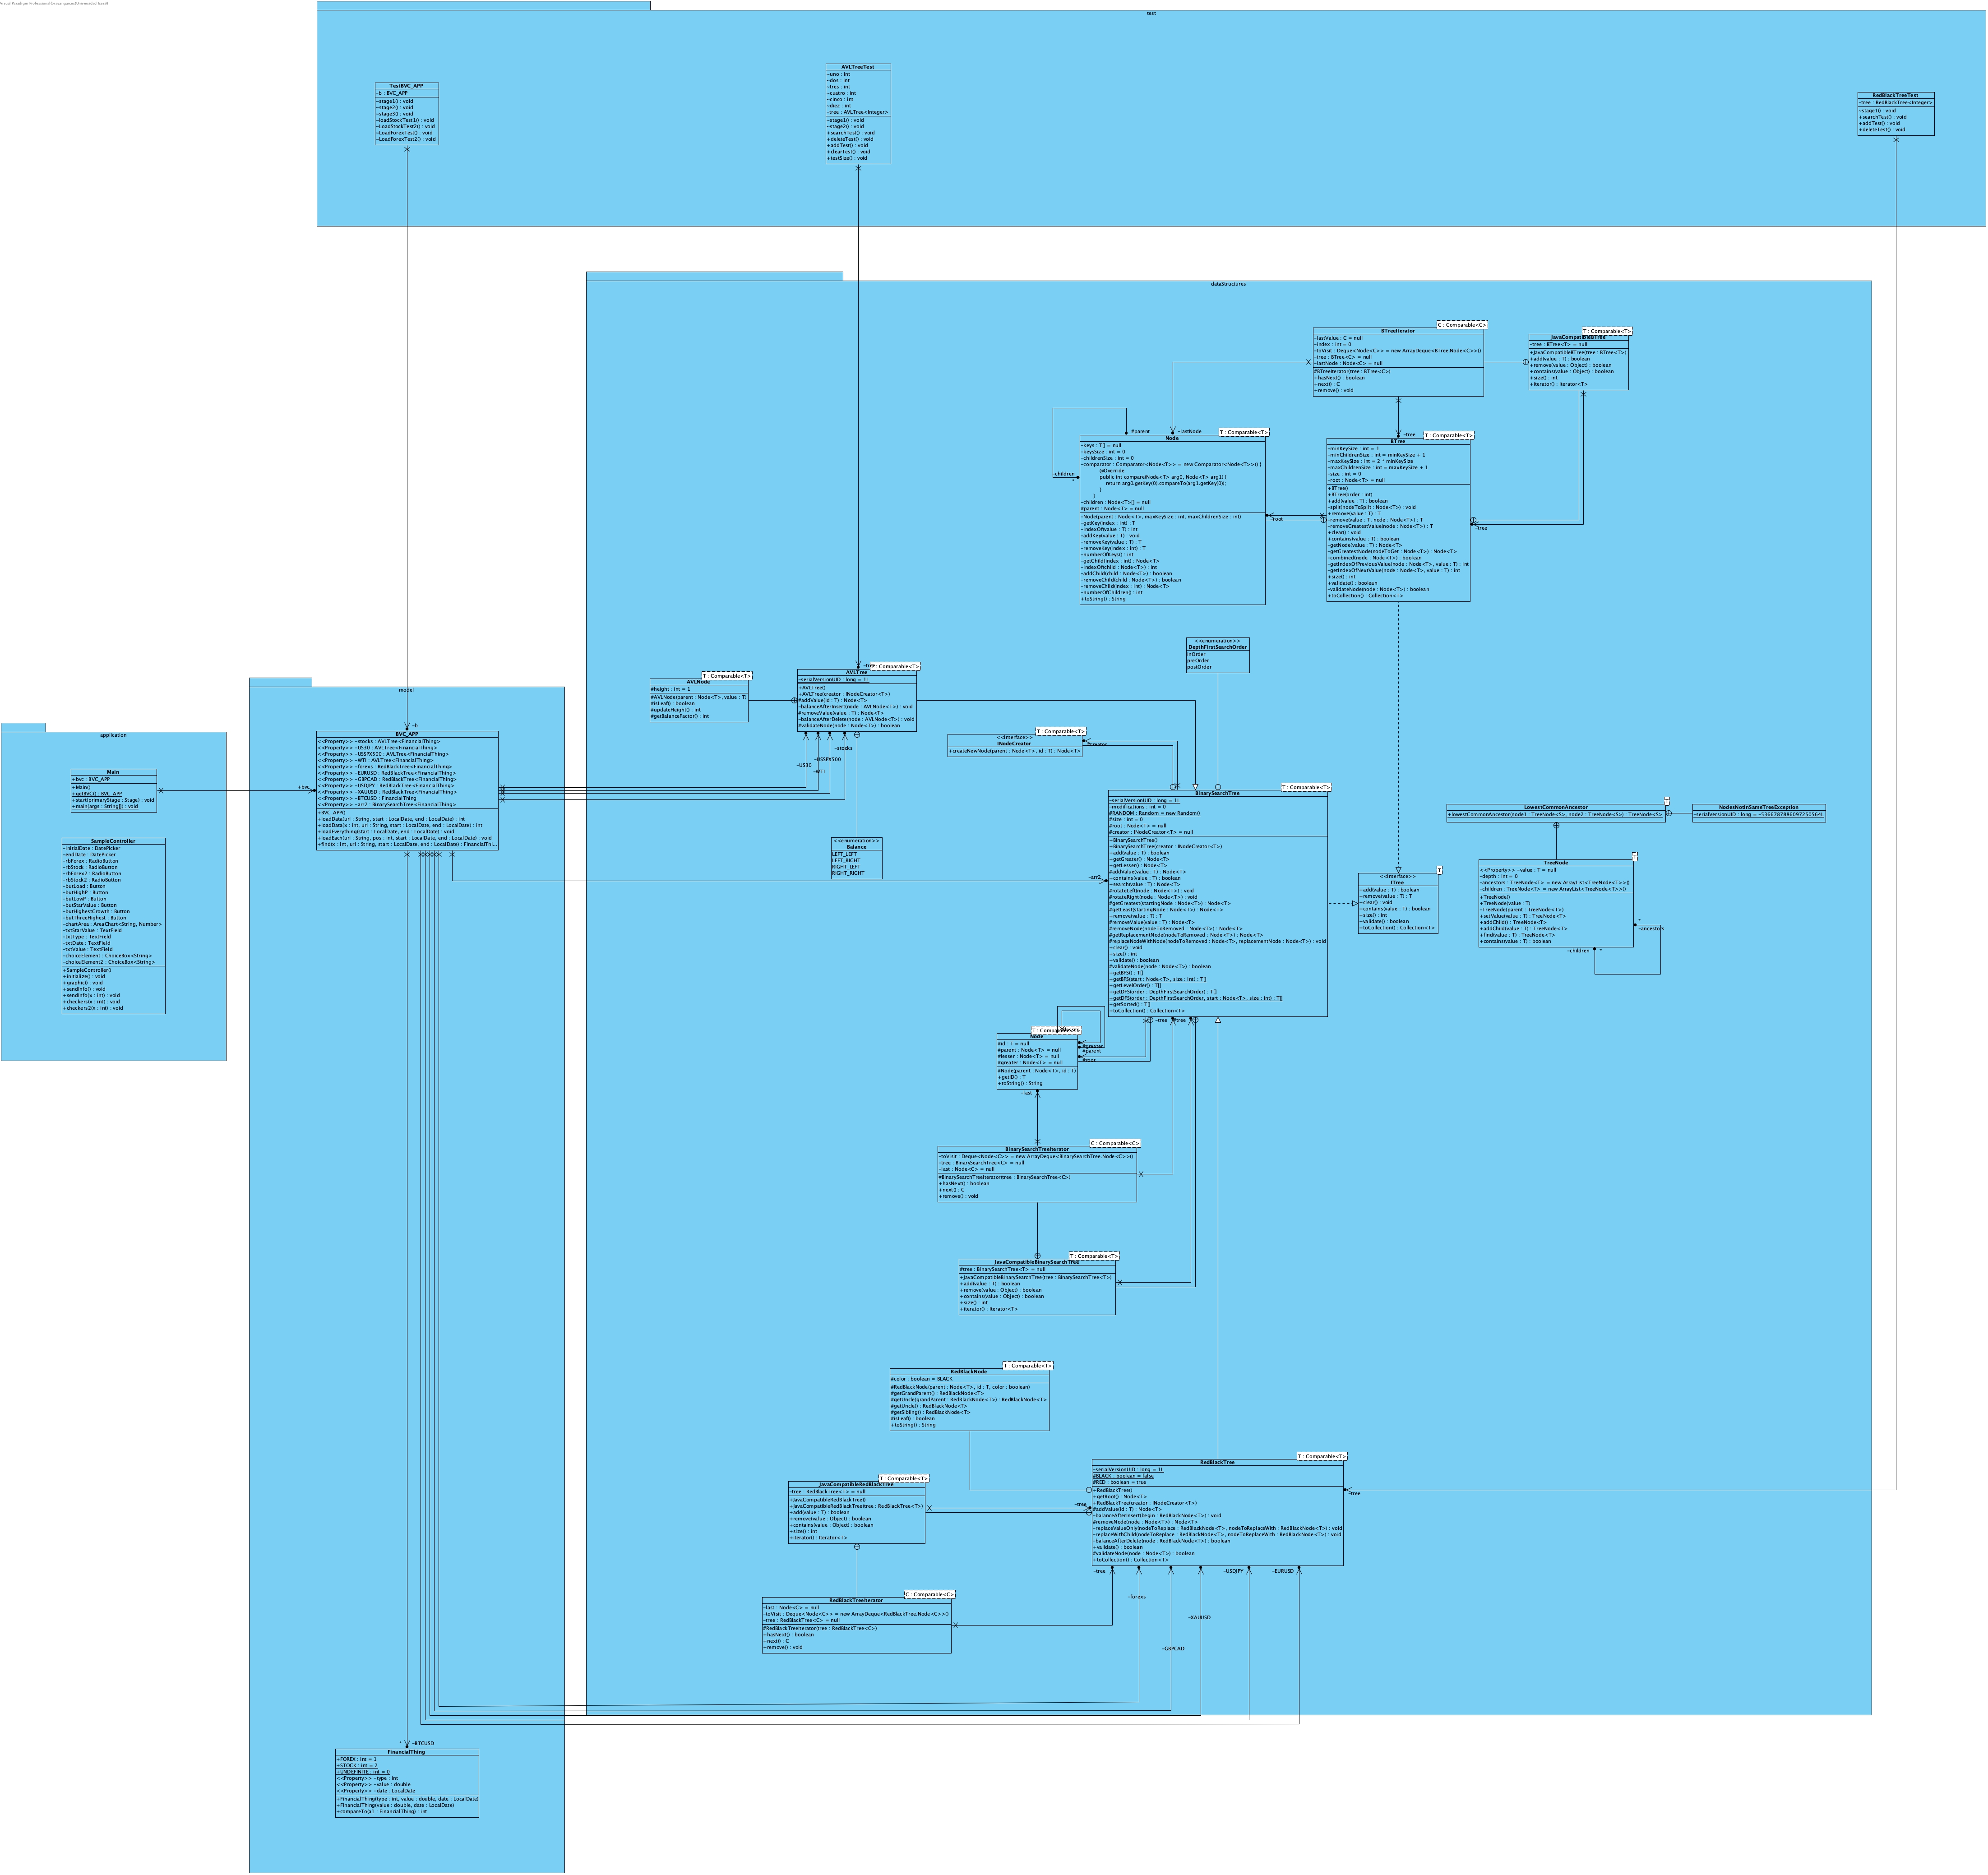 test
TestBVC_APP
-b : BVC_APP
-stage1() : void
-stage2() : void
-stage3() : void
-loadStockTest1() : void
-LoadStockTest2() : void
-LoadForexTest() : void
-LoadForexTest2() : void
AVLTreeTest
-uno : int
-dos : int
-tres : int
-cuatro : int
-cinco : int
-diez : int
-tree : AVLTree<Integer>
-stage1() : void
-stage2() : void
+searchTest() : void
+deleteTest() : void
+addTest() : void
+clearTest() : void
+testSize() : void
RedBlackTreeTest
-tree : RedBlackTree<Integer>
-stage1() : void
+searchTest() : void
+addTest() : void
+deleteTest() : void
dataStructures
C : Comparable<C>
BTreeIterator
-lastValue : C = null
-index : int = 0
-toVisit : Deque<Node<C>> = new ArrayDeque<BTree.Node<C>>()
-tree : BTree<C> = null
-lastNode : Node<C> = null
#BTreeIterator(tree : BTree<C>)
+hasNext() : boolean
+next() : C
+remove() : void
T : Comparable<T>
JavaCompatibleBTree
-tree : BTree<T> = null
+JavaCompatibleBTree(tree : BTree<T>)
+add(value : T) : boolean
+remove(value : Object) : boolean
+contains(value : Object) : boolean
+size() : int
+iterator() : Iterator<T>
#parent
-lastNode
-children
*
T : Comparable<T>
Node
-keys : T[] = null
-keysSize : int = 0
-childrenSize : int = 0
-comparator : Comparator<Node<T>> = new Comparator<Node<T>>() {
@Override
public int compare(Node<T> arg0, Node<T> arg1) {
return arg0.getKey(0).compareTo(arg1.getKey(0));
}
}
-children : Node<T>[] = null
#parent : Node<T> = null
-Node(parent : Node<T>, maxKeySize : int, maxChildrenSize : int)
-getKey(index : int) : T
-indexOf(value : T) : int
-addKey(value : T) : void
-removeKey(value : T) : T
-removeKey(index : int) : T
-numberOfKeys() : int
-getChild(index : int) : Node<T>
-indexOf(child : Node<T>) : int
-addChild(child : Node<T>) : boolean
-removeChild(child : Node<T>) : boolean
-removeChild(index : int) : Node<T>
-numberOfChildren() : int
+toString() : String
-root
-tree
T : Comparable<T>
BTree
-minKeySize : int = 1
-minChildrenSize : int = minKeySize + 1
-maxKeySize : int = 2 * minKeySize
-maxChildrenSize : int = maxKeySize + 1
-size : int = 0
-root : Node<T> = null
+BTree()
+BTree(order : int)
+add(value : T) : boolean
-split(nodeToSplit : Node<T>) : void
+remove(value : T) : T
-remove(value : T, node : Node<T>) : T
-removeGreatestValue(node : Node<T>) : T
+clear() : void
+contains(value : T) : boolean
-getNode(value : T) : Node<T>
-getGreatestNode(nodeToGet : Node<T>) : Node<T>
-combined(node : Node<T>) : boolean
-getIndexOfPreviousValue(node : Node<T>, value : T) : int
-getIndexOfNextValue(node : Node<T>, value : T) : int
+size() : int
+validate() : boolean
-validateNode(node : Node<T>) : boolean
+toCollection() : Collection<T>
-tree
<<enumeration>>
DepthFirstSearchOrder
inOrder
preOrder
postOrder
T : Comparable<T>
AVLNode
#height : int = 1
#AVLNode(parent : Node<T>, value : T)
#isLeaf() : boolean
#updateHeight() : int
#getBalanceFactor() : int
-tree
: Comparable<T>
AVLTree
-serialVersionUID : long = 1L
+AVLTree()
+AVLTree(creator : INodeCreator<T>)
#addValue(id : T) : Node<T>
-balanceAfterInsert(node : AVLNode<T>) : void
#removeValue(value : T) : Node<T>
-balanceAfterDelete(node : AVLNode<T>) : void
#validateNode(node : Node<T>) : boolean
-stocks
-USSPX500
-US30
-WTI
<<enumeration>>
Balance
LEFT_LEFT
LEFT_RIGHT
RIGHT_LEFT
RIGHT_RIGHT
T : Comparable<T>
<<Interface>>
INodeCreator
+createNewNode(parent : Node<T>, id : T) : Node<T>
#creator
T : Comparable<T>
BinarySearchTree
-serialVersionUID : long = 1L
-modifications : int = 0
#RANDOM : Random = new Random()
#size : int = 0
#root : Node<T> = null
#creator : INodeCreator<T> = null
+BinarySearchTree()
+BinarySearchTree(creator : INodeCreator<T>)
+add(value : T) : boolean
+getGreater() : Node<T>
+getLesser() : Node<T>
#addValue(value : T) : Node<T>
+contains(value : T) : boolean
+search(value : T) : Node<T>
#rotateLeft(node : Node<T>) : void
#rotateRight(node : Node<T>) : void
#getGreatest(startingNode : Node<T>) : Node<T>
#getLeast(startingNode : Node<T>) : Node<T>
+remove(value : T) : T
#removeValue(value : T) : Node<T>
#removeNode(nodeToRemoved : Node<T>) : Node<T>
#getReplacementNode(nodeToRemoved : Node<T>) : Node<T>
#replaceNodeWithNode(nodeToRemoved : Node<T>, replacementNode : Node<T>) : void
+clear() : void
+size() : int
+validate() : boolean
#validateNode(node : Node<T>) : boolean
+getBFS() : T[]
+getBFS(start : Node<T>, size : int) : T[]
+getLevelOrder() : T[]
+getDFS(order : DepthFirstSearchOrder) : T[]
+getDFS(order : DepthFirstSearchOrder, start : Node<T>, size : int) : T[]
+getSorted() : T[]
+toCollection() : Collection<T>
T
<<Interface>>
ITree
+add(value : T) : boolean
+remove(value : T) : T
+clear() : void
+contains(value : T) : boolean
+size() : int
+validate() : boolean
+toCollection() : Collection<T>
T
LowestCommonAncestor
+lowestCommonAncestor(node1 : TreeNode<S>, node2 : TreeNode<S>) : TreeNode<S>
NodesNotInSameTreeException
-serialVersionUID : long = -5366787886097250564L
T
TreeNode
<<Property>> -value : T = null
-depth : int = 0
-ancestors : TreeNode<T> = new ArrayList<TreeNode<T>>()
-children : TreeNode<T> = new ArrayList<TreeNode<T>>()
+TreeNode()
+TreeNode(value : T)
-TreeNode(parent : TreeNode<T>)
+setValue(value : T) : TreeNode<T>
+addChild() : TreeNode<T>
+addChild(value : T) : TreeNode<T>
+find(value : T) : TreeNode<T>
+contains(value : T) : boolean
*
-ancestors
-children
*
application
Main
+bvc : BVC_APP
+Main()
+getBVC() : BVC_APP
+start(primaryStage : Stage) : void
+main(args : String[]) : void
+bvc
SampleController
-initialDate : DatePicker
-endDate : DatePicker
-rbForex : RadioButton
-rbStock : RadioButton
-rbForex2 : RadioButton
-rbStock2 : RadioButton
-butLoad : Button
-butHighP : Button
-butLowP : Button
-butStarValue : Button
-butHighestGrowth : Button
-butThreeHighest : Button
-chartArea : AreaChart<String, Number>
-txtStarValue : TextField
-txtType : TextField
-txtDate : TextField
-txtValue : TextField
-choiceElement : ChoiceBox<String>
-choiceElement2 : ChoiceBox<String>
+SampleController()
+initialize() : void
+graphic() : void
+sendInfo() : void
+sendInfo(x : int) : void
+checkers(x : int) : void
+checkers2(x : int) : void
model
-b
BVC_APP
<<Property>> -stocks : AVLTree<FinancialThing>
<<Property>> -US30 : AVLTree<FinancialThing>
<<Property>> -USSPX500 : AVLTree<FinancialThing>
<<Property>> -WTI : AVLTree<FinancialThing>
<<Property>> -forexs : RedBlackTree<FinancialThing>
<<Property>> -EURUSD : RedBlackTree<FinancialThing>
<<Property>> -GBPCAD : RedBlackTree<FinancialThing>
<<Property>> -USDJPY : RedBlackTree<FinancialThing>
<<Property>> -XAUUSD : RedBlackTree<FinancialThing>
<<Property>> -BTCUSD : FinancialThing
<<Property>> -arr2 : BinarySearchTree<FinancialThing>
+BVC_APP()
+loadData(url : String, start : LocalDate, end : LocalDate) : int
+loadData(x : int, url : String, start : LocalDate, end : LocalDate) : int
+loadEverything(start : LocalDate, end : LocalDate) : void
+loadEach(url : String, pos : int, start : LocalDate, end : LocalDate) : void
+find(x : int, url : String, start : LocalDate, end : LocalDate) : FinancialThi...
-arr2
-tree
#tree
Node
#id : T = null
#parent : Node<T> = null
#lesser : Node<T> = null
#greater : Node<T> = null
#Node(parent : Node<T>, id : T)
+getID() : T
+toString() : String
#greater
#parent
#root
-last
C : Comparable<C>
BinarySearchTreeIterator
-toVisit : Deque<Node<C>> = new ArrayDeque<BinarySearchTree.Node<C>>()
-tree : BinarySearchTree<C> = null
-last : Node<C> = null
#BinarySearchTreeIterator(tree : BinarySearchTree<C>)
+hasNext() : boolean
+next() : C
+remove() : void
T : Comparable<T>
JavaCompatibleBinarySearchTree
#tree : BinarySearchTree<T> = null
+JavaCompatibleBinarySearchTree(tree : BinarySearchTree<T>)
+add(value : T) : boolean
+remove(value : Object) : boolean
+contains(value : Object) : boolean
+size() : int
+iterator() : Iterator<T>
T : Comparable<T>
RedBlackNode
#color : boolean = BLACK
#RedBlackNode(parent : Node<T>, id : T, color : boolean)
#getGrandParent() : RedBlackNode<T>
#getUncle(grandParent : RedBlackNode<T>) : RedBlackNode<T>
#getUncle() : RedBlackNode<T>
#getSibling() : RedBlackNode<T>
#isLeaf() : boolean
+toString() : String
T : Comparable<T>
RedBlackTree
-serialVersionUID : long = 1L
#BLACK : boolean = false
#RED : boolean = true
+RedBlackTree()
+getRoot() : Node<T>
+RedBlackTree(creator : INodeCreator<T>)
#addValue(id : T) : Node<T>
-balanceAfterInsert(begin : RedBlackNode<T>) : void
#removeNode(node : Node<T>) : Node<T>
-replaceValueOnly(nodeToReplace : RedBlackNode<T>, nodeToReplaceWith : RedBlackNode<T>) : void
-replaceWithChild(nodeToReplace : RedBlackNode<T>, nodeToReplaceWith : RedBlackNode<T>) : void
-balanceAfterDelete(node : RedBlackNode<T>) : boolean
+validate() : boolean
#validateNode(node : Node<T>) : boolean
+toCollection() : Collection<T>
-tree
T : Comparable<T>
JavaCompatibleRedBlackTree
-tree : RedBlackTree<T> = null
+JavaCompatibleRedBlackTree()
+JavaCompatibleRedBlackTree(tree : RedBlackTree<T>)
+add(value : T) : boolean
+remove(value : Object) : boolean
+contains(value : Object) : boolean
+size() : int
+iterator() : Iterator<T>
-tree
C : Comparable<C>
RedBlackTreeIterator
-last : Node<C> = null
-toVisit : Deque<Node<C>> = new ArrayDeque<RedBlackTree.Node<C>>()
-tree : RedBlackTree<C> = null
#RedBlackTreeIterator(tree : RedBlackTree<C>)
+hasNext() : boolean
+next() : C
+remove() : void
-tree
-forexs
-GBPCAD
-XAUUSD
-USDJPY
-EURUSD
*
-BTCUSD
FinancialThing
+FOREX : int = 1
+STOCK : int = 2
+UNDEFINITE : int = 0
<<Property>> -type : int
<<Property>> -value : double
<<Property>> -date : LocalDate
+FinancialThing(type : int, value : double, date : LocalDate)
+FinancialThing(value : double, date : LocalDate)
+compareTo(a1 : FinancialThing) : int